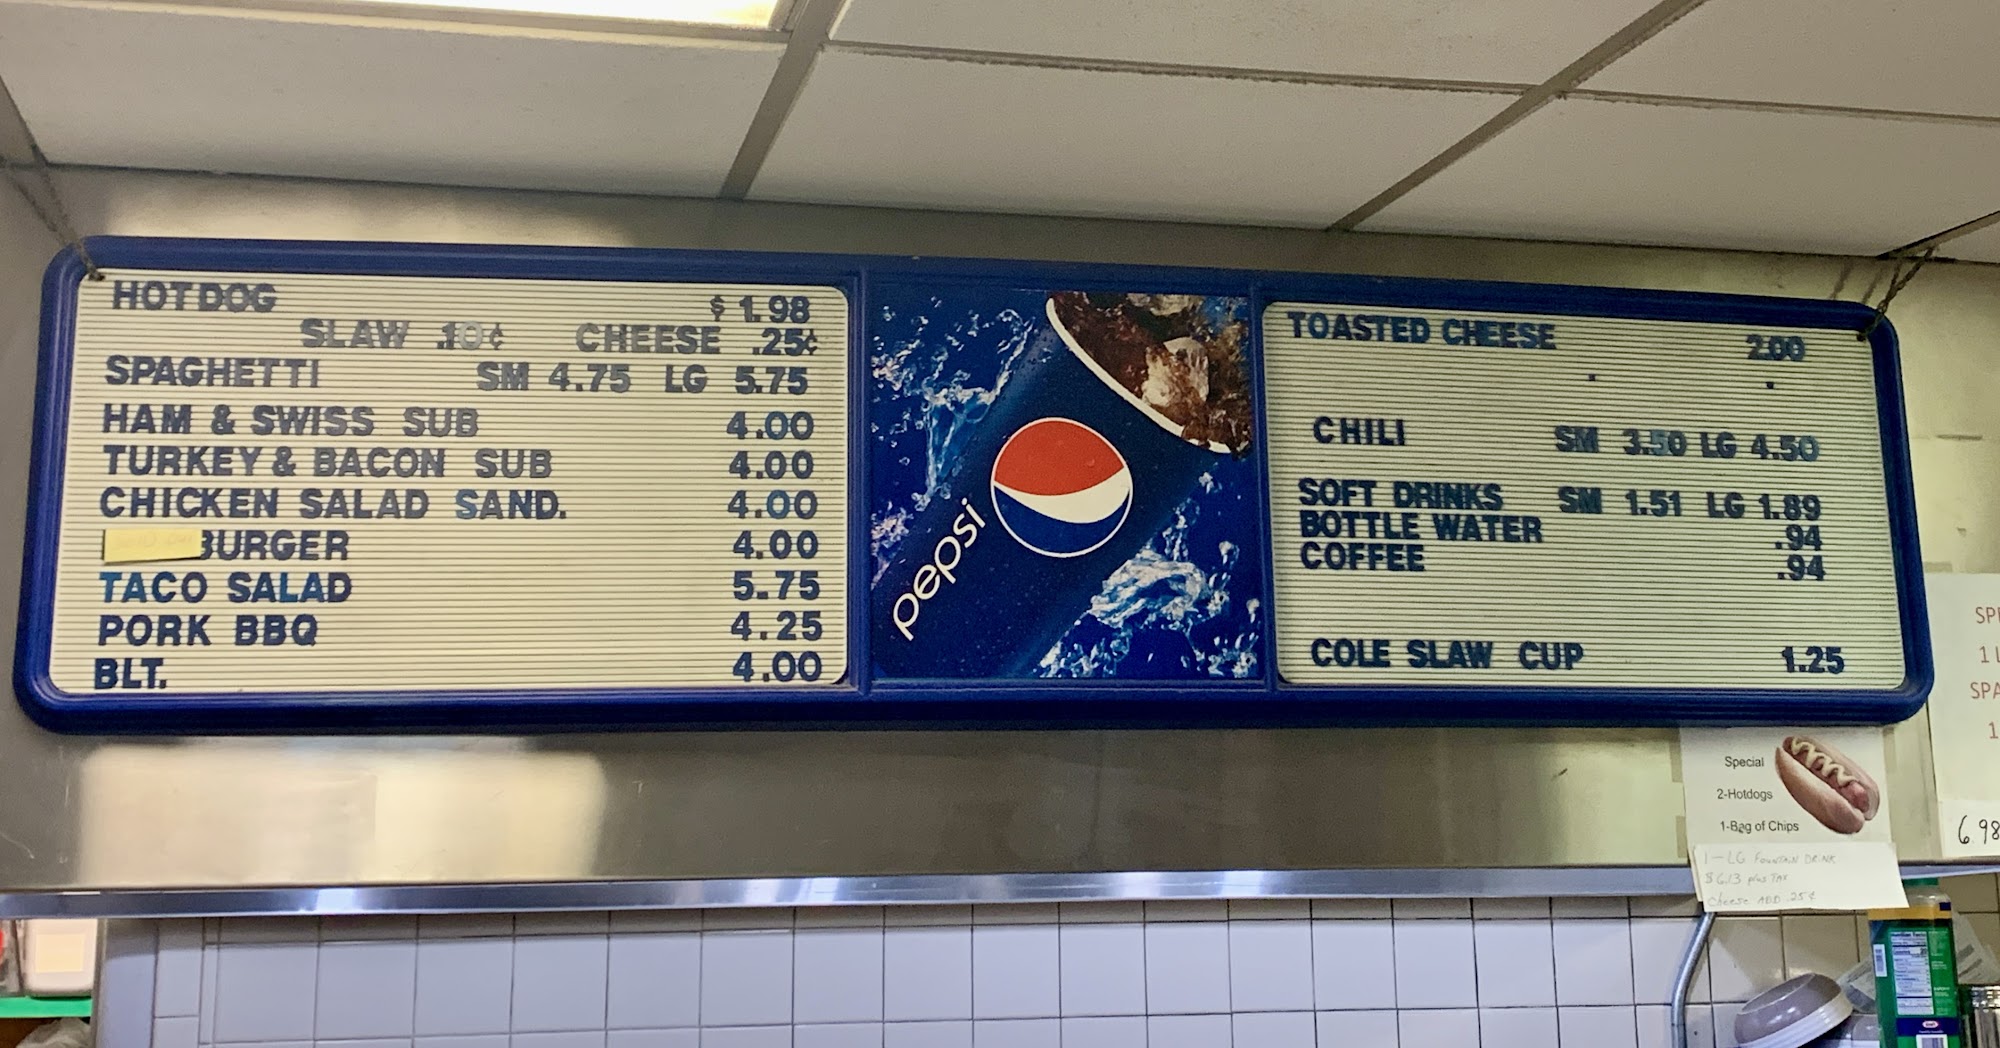 HOT DOG $ 1.98
SLAW .10¢ CHEESE .25¢
SPAGHETTI SM 4.75 LG 5.75
HAM & SWISS SUB 4.00
TURKEY & BACON SUB 4.00
CHICKEN SALAD SAND. 4.00
BURGER 4.00
TACO SALAD 5.75
PORK BBQ 4.25
BLT. 4.00
pepsi
TOASTED CHEESE 2.00
CHILI SM 3.50 LG 4.50
SOFT DRINKS SM 1.51 LG 1.89
BOTTLE WATER .94
COFFEE .94
COLE SLAW CUP 1.25
Special
2-Hotdogs
1-Bag of Chips
1-LG FOUNTAIN DRINK
$6.13 plus TAX
Cheese ADD .25¢
6.98